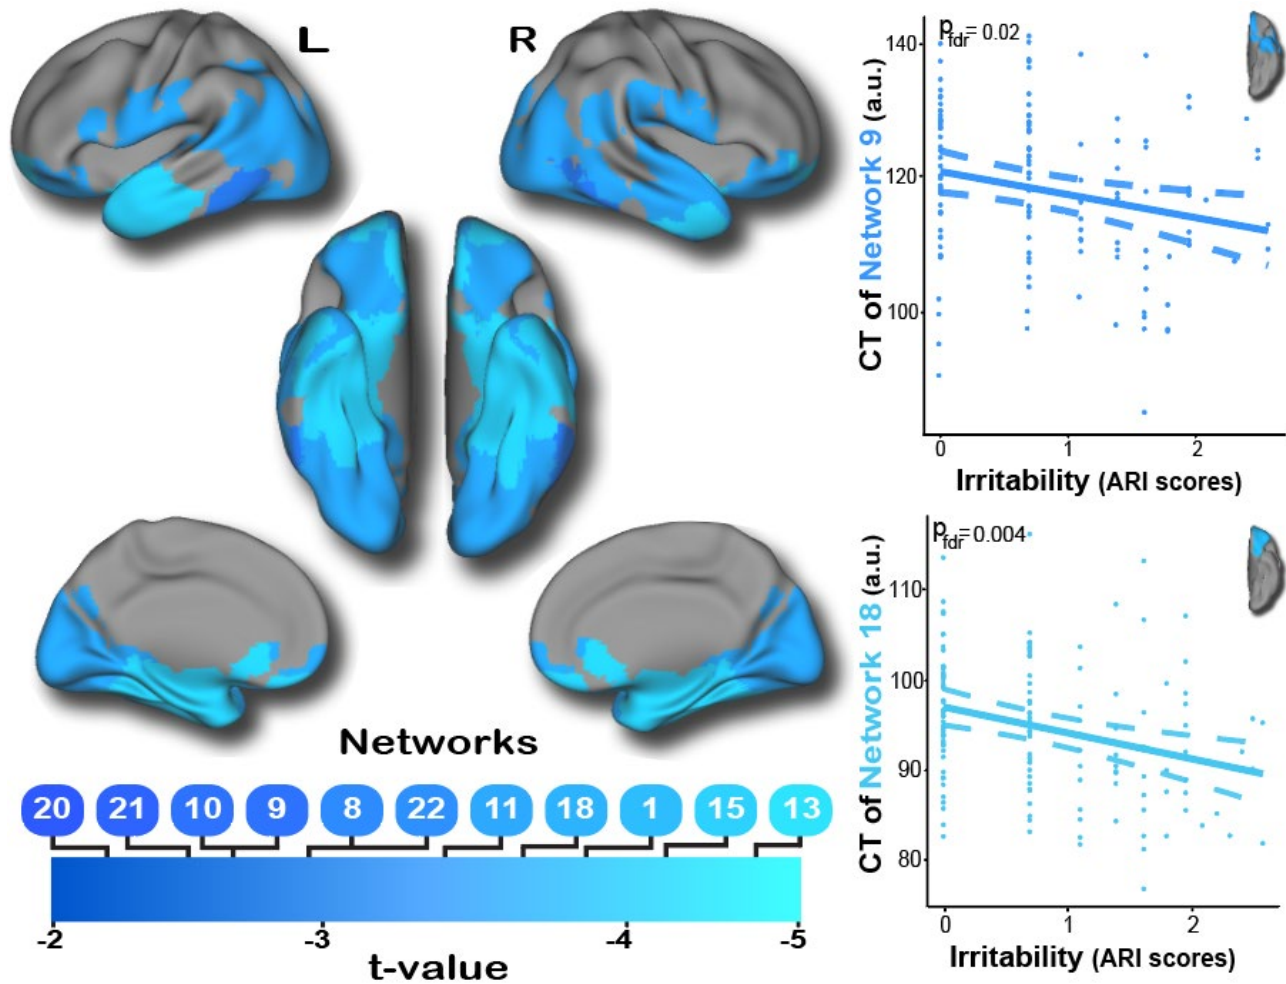 L
R
Networks
20 21 10 9 8 22 11 18 1 15 13
-2 -3 -4 -5
t-value
p fdr = 0.02
CT of Network 9 (a.u.)
140
120
100
0 1 2
Irritability (ARI scores)
p fdr = 0.004
CT of Network 18 (a.u.)
110
100
90
80
0 1 2
Irritability (ARI scores)